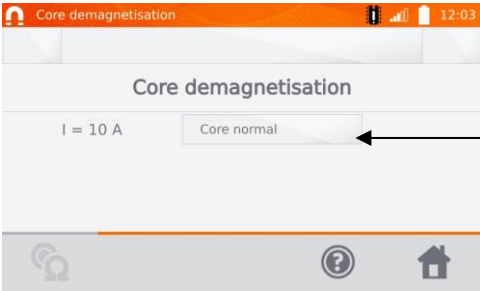 Core demagnetisation 12:03
Core demagnetisation
I = 10 A Core normal
?